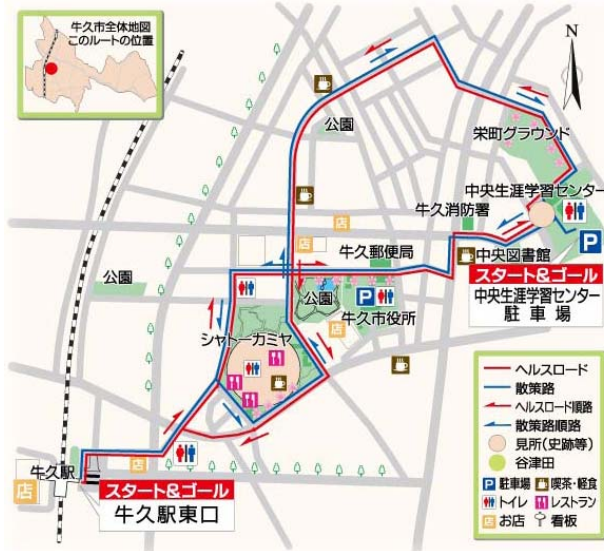 牛久市全体地図
このルートの位置
N
公園
栄町グラウンド
中央生涯学習センター
牛久消防署
店
P
牛久郵便局
中央図書館
店
スタート&ゴール
中央生涯学習センター
駐車場
公園
公園
P
牛久市役所
店
シャトーカミヤ
牛久駅
店
店
スタート&ゴール
牛久駅東口
ヘルスロード
散策路
ヘルスロード順路
散策路順路
見所(史跡等)
谷津田
P 駐車場 喫茶・軽食
トイレ レストラン
店 お店 看板